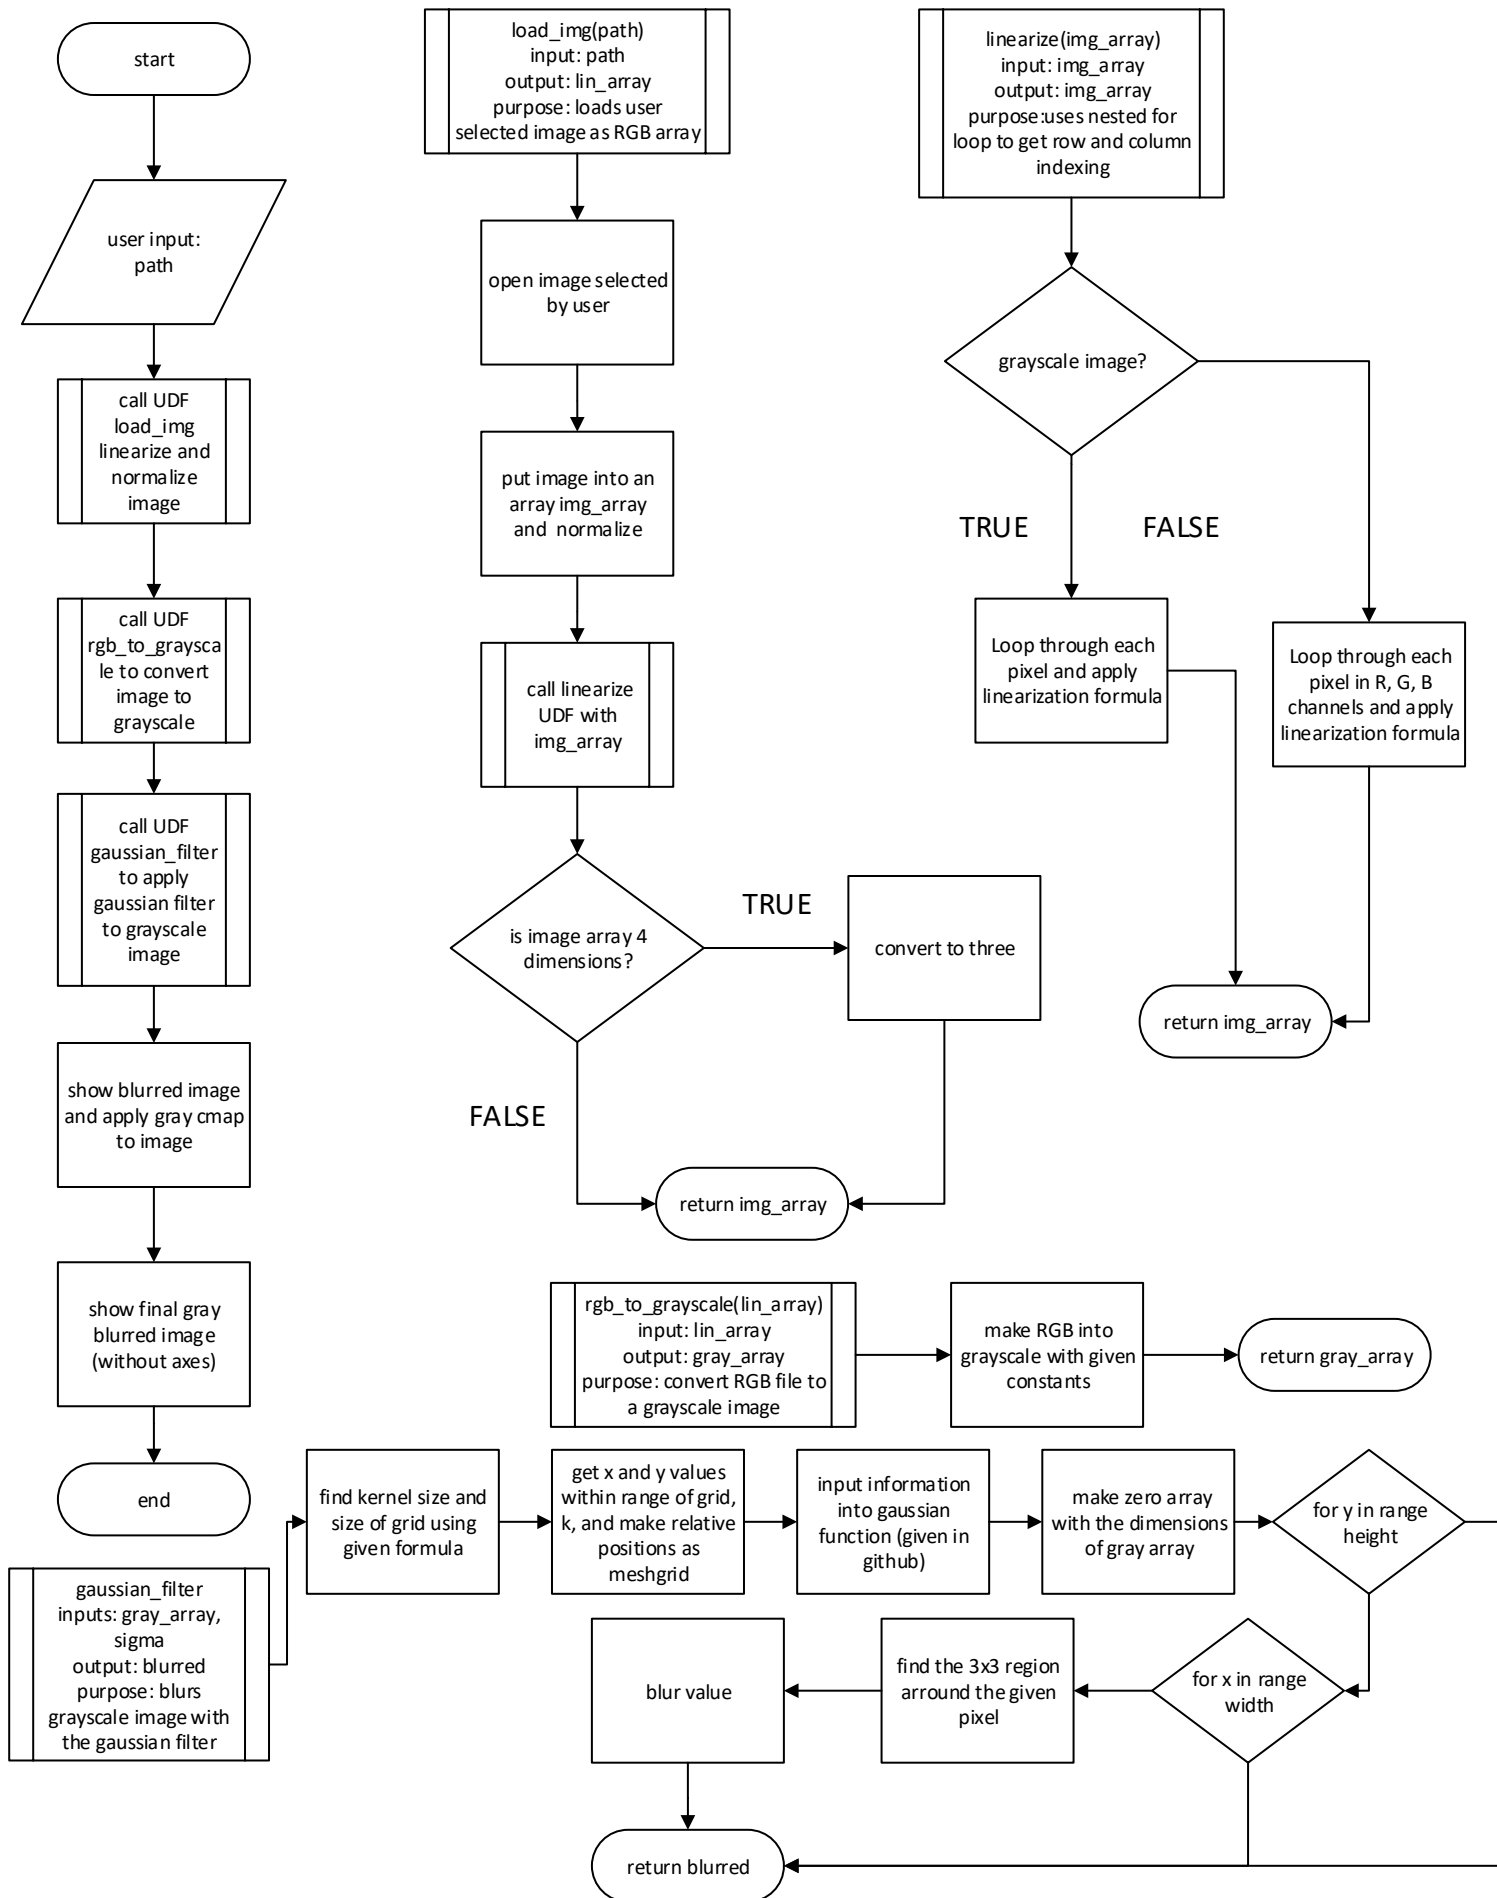 start
user input:
path
call UDF
load_img
linearize and
normalize
image
call UDF
rgb_to_graysca
le to convert
image to
grayscale
call UDF
gaussian_filter
to apply
gaussian filter
to grayscale
image
show blurred image
and apply gray cmap
to image
show final gray
blurred image
(without axes)
end
load_img(path)
input: path
output: lin_array
purpose: loads user
selected image as RGB array
open image selected
by user
put image into an
array img_array
and normalize
call linearize
UDF with
img_array
is image array 4
dimensions?
TRUE
convert to three
FALSE
return img_array
linearize(img_array)
input: img_array
output: img_array
purpose:uses nested for
loop to get row and column
indexing
grayscale image?
TRUE
FALSE
Loop through each
pixel and apply
linearization formula
Loop through each
pixel in R, G, B
channels and apply
linearization formula
return img_array
rgb_to_grayscale(lin_array)
input: lin_array
output: gray_array
purpose: convert RGB file to
a grayscale image
make RGB into
grayscale with given
constants
return gray_array
gaussian_filter
inputs: gray_array,
sigma
output: blurred
purpose: blurs
grayscale image with
the gaussian filter
find kernel size and
size of grid using
given formula
get x and y values
within range of grid,
k, and make relative
positions as
meshgrid
input information
into gaussian
function (given in
github)
make zero array
with the dimensions
of gray array
for y in range
height
for x in range
width
find the 3x3 region
arround the given
pixel
blur value
return blurred